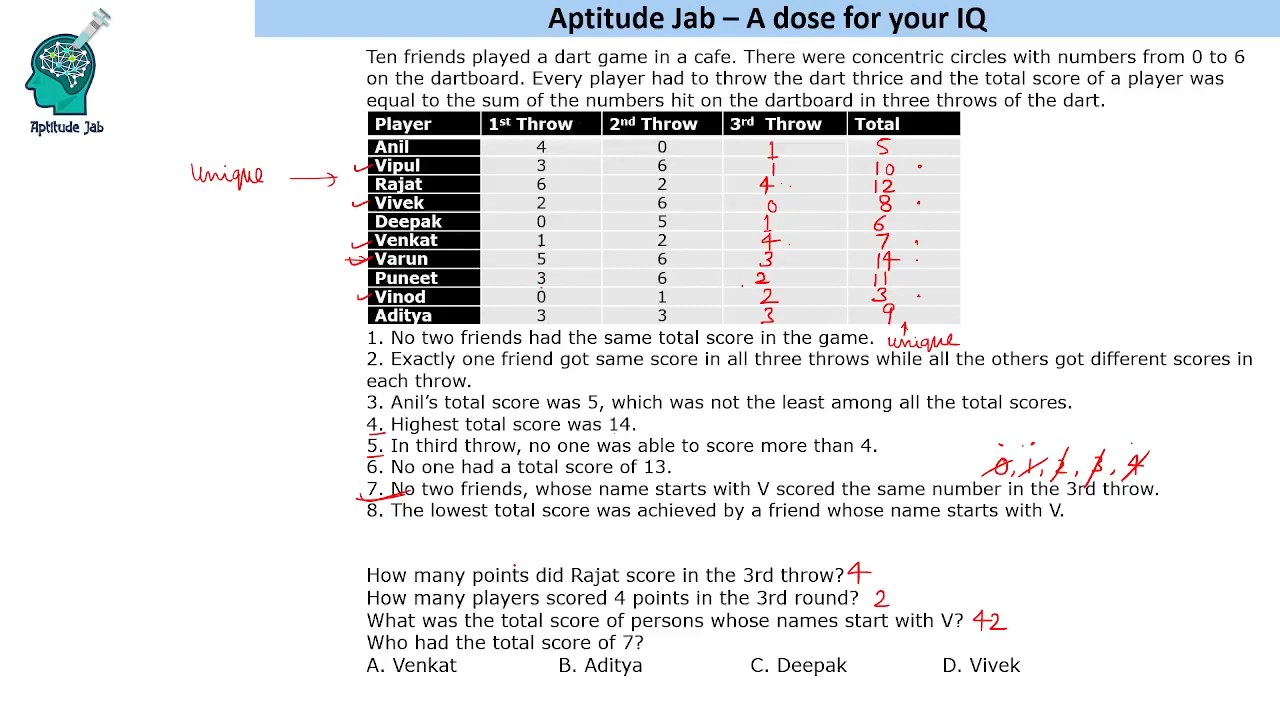 Aptitude Jab – A dose for your IQ
Aptitude Jab
Ten friends played a dart game in a cafe. There were concentric circles with numbers from 0 to 6
on the dartboard. Every player had to throw the dart thrice and the total score of a player was
equal to the sum of the numbers hit on the dartboard in three throws of the dart.
Player 1st Throw 2nd Throw 3rd Throw Total
Anil 4 0 1 5
unique → Vipul 3 6 1 10
Rajat 6 2 4 12
Vivek 2 6 0 8
Deepak 0 5 1 6
Venkat 1 2 4 7
Varun 5 6 3 14
Puneet 3 6 2 11
Vinod 0 1 2 3
Aditya 3 3 3 9
1. No two friends had the same total score in the game. unique
2. Exactly one friend got same score in all three throws while all the others got different scores in
each throw.
3. Anil's total score was 5, which was not the least among all the total scores.
4. Highest total score was 14.
5. In third throw, no one was able to score more than 4.
6. No one had a total score of 13. 0, 1, 2, 3, 4
7. No two friends, whose name starts with V scored the same number in the 3rd throw.
8. The lowest total score was achieved by a friend whose name starts with V.
How many points did Rajat score in the 3rd throw? 4
How many players scored 4 points in the 3rd round? 2
What was the total score of persons whose names start with V? 42
Who had the total score of 7?
A. Venkat B. Aditya C. Deepak D. Vivek